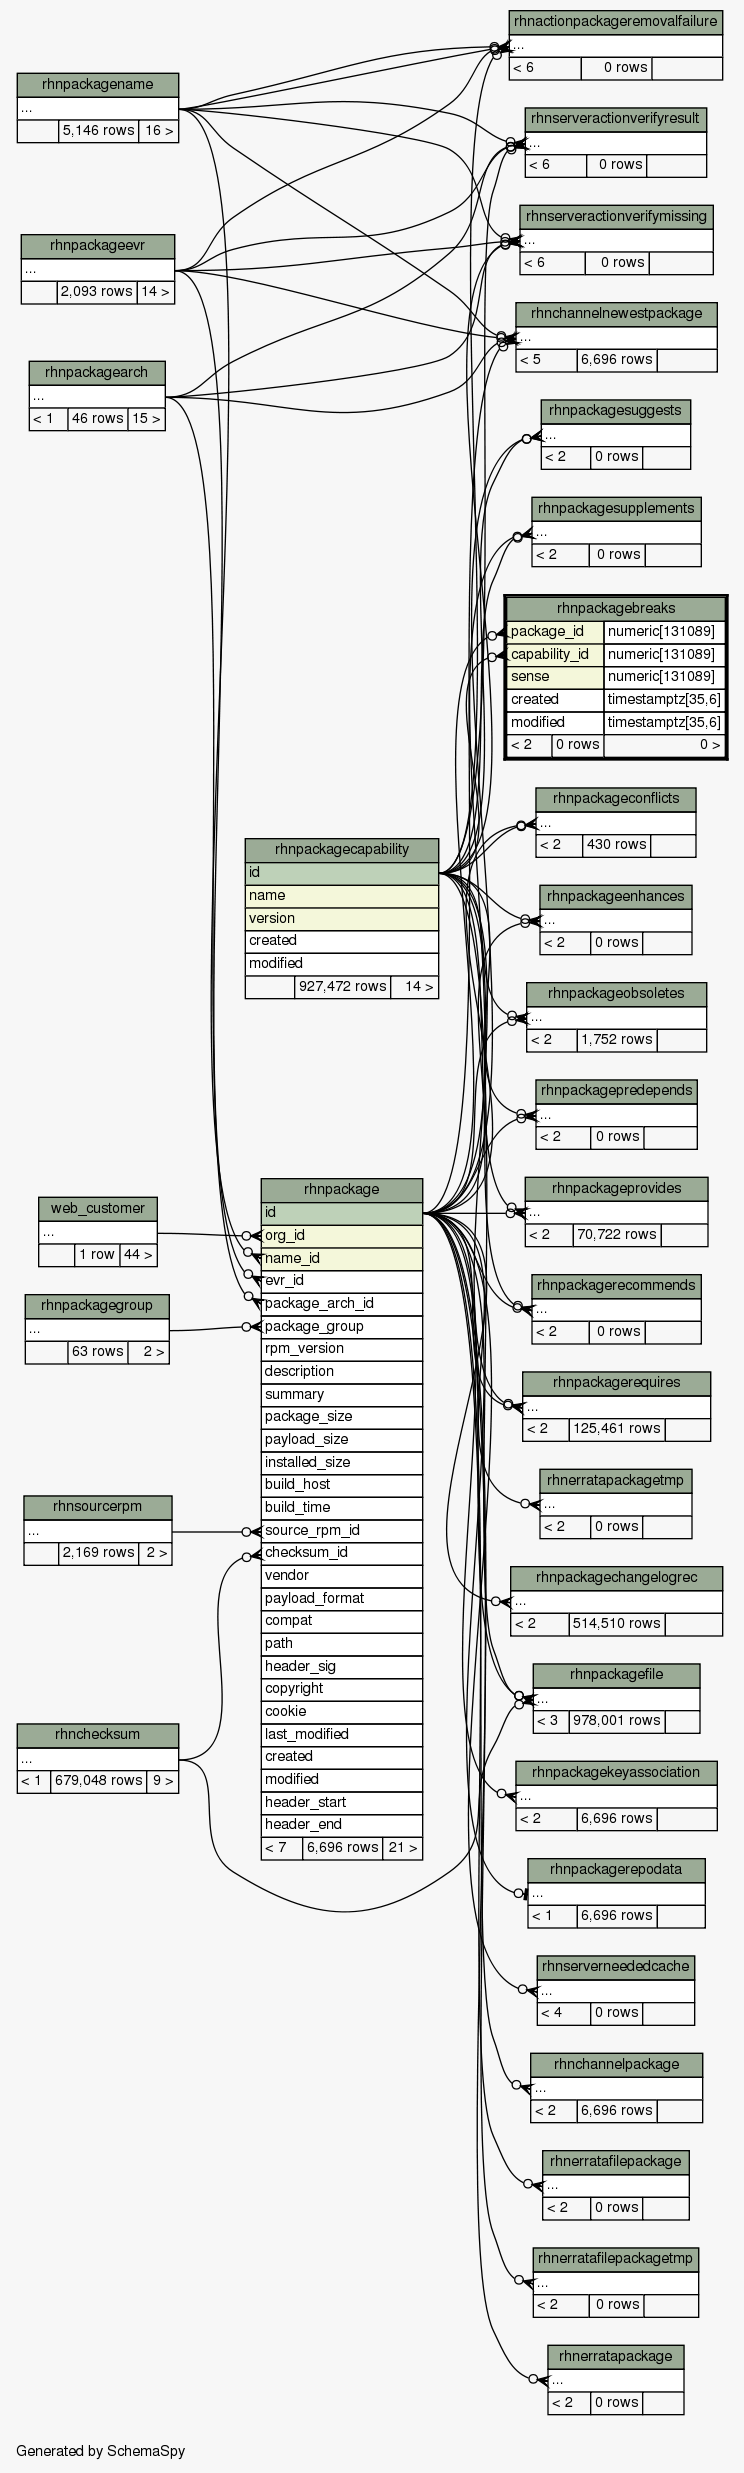 rhnactionpackageremovalfailure
...
< 6 0 rows
rhnpackagename
...
5,146 rows 16 >
rhnserveractionverifyresult
...
< 6 0 rows
rhnserveractionverifymissing
...
< 6 0 rows
rhnpackageevr
...
2,093 rows 14 >
rhnchannelnewestpackage
...
< 5 6,696 rows
rhnpackagearch
...
< 1 46 rows 15 >
rhnpackagesuggests
...
< 2 0 rows
rhnpackagesupplements
...
< 2 0 rows
rhnpackagebreaks
package_id numeric[131089]
capability_id numeric[131089]
sense numeric[131089]
created timestamptz[35,6]
modified timestamptz[35,6]
< 2 0 rows 0 >
rhnpackageconflicts
...
< 2 430 rows
rhnpackagecapability
id
name
version
created
modified
927,472 rows 14 >
rhnpackageenhances
...
< 2 0 rows
rhnpackageobsoletes
...
< 2 1,752 rows
rhnpackagepredepends
...
< 2 0 rows
rhnpackageprovides
...
< 2 70,722 rows
rhnpackagerecommends
...
< 2 0 rows
rhnpackagerequires
...
< 2 125,461 rows
rhnerratapackagetmp
...
< 2 0 rows
rhnpackagechangelogrec
...
< 2 514,510 rows
rhnpackagefile
...
< 3 978,001 rows
rhnpackagekeyassociation
...
< 2 6,696 rows
rhnpackagerepodata
...
< 1 6,696 rows
rhnserverneededcache
...
< 4 0 rows
rhnchannelpackage
...
< 2 6,696 rows
rhnerratafilepackage
...
< 2 0 rows
rhnerratafilepackagetmp
...
< 2 0 rows
rhnerratapackage
...
< 2 0 rows
rhnpackage
id
org_id
name_id
evr_id
package_arch_id
package_group
rpm_version
description
summary
package_size
payload_size
installed_size
build_host
build_time
source_rpm_id
checksum_id
vendor
payload_format
compat
path
header_sig
copyright
cookie
last_modified
created
modified
header_start
header_end
< 7 6,696 rows 21 >
web_customer
...
1 row 44 >
rhnpackagegroup
...
63 rows 2 >
rhnsourcerpm
...
2,169 rows 2 >
rhnchecksum
...
< 1 679,048 rows 9 >
Generated by SchemaSpy